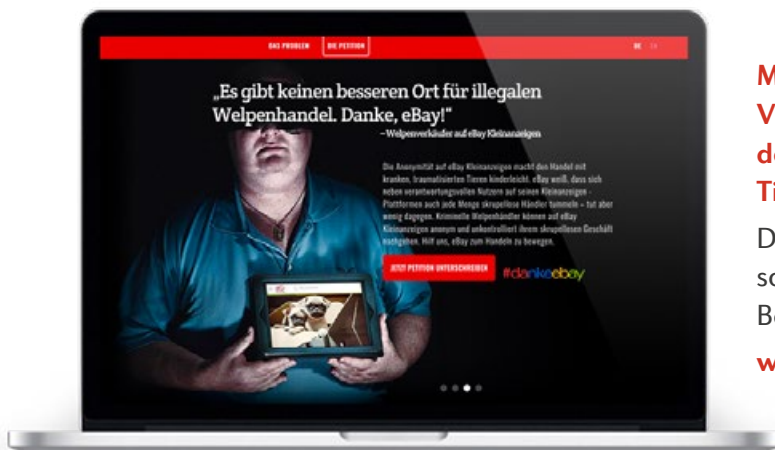 DAS PROBLEM
DIE PETITION
DE
EN
„Es gibt keinen besseren Ort für illegalen
Welpenhandel. Danke, eBay!“
– Welpenverkäufer auf eBay Kleinanzeigen
Die Anonymität auf eBay Kleinanzeigen macht den Handel mit
kranken, traumatisierten Tieren kinderleicht. eBay weiß, dass sich
neben verantwortungsvollen Nutzern auf seinen Kleinanzeigen -
Plattformen auch jede Menge skrupellose Händler tummeln – tut aber
wenig dagegen. Kriminelle Welpenhändler können auf eBay
Kleinanzeigen anonym und unkontrolliert ihrem skrupellosen Geschäft
nachgehen. Hilf uns, eBay zum Handeln zu bewegen.
JETZT PETITION UNTERSCHREIBEN
#dankeebay
M
V
d
Ti
D
s
B
w